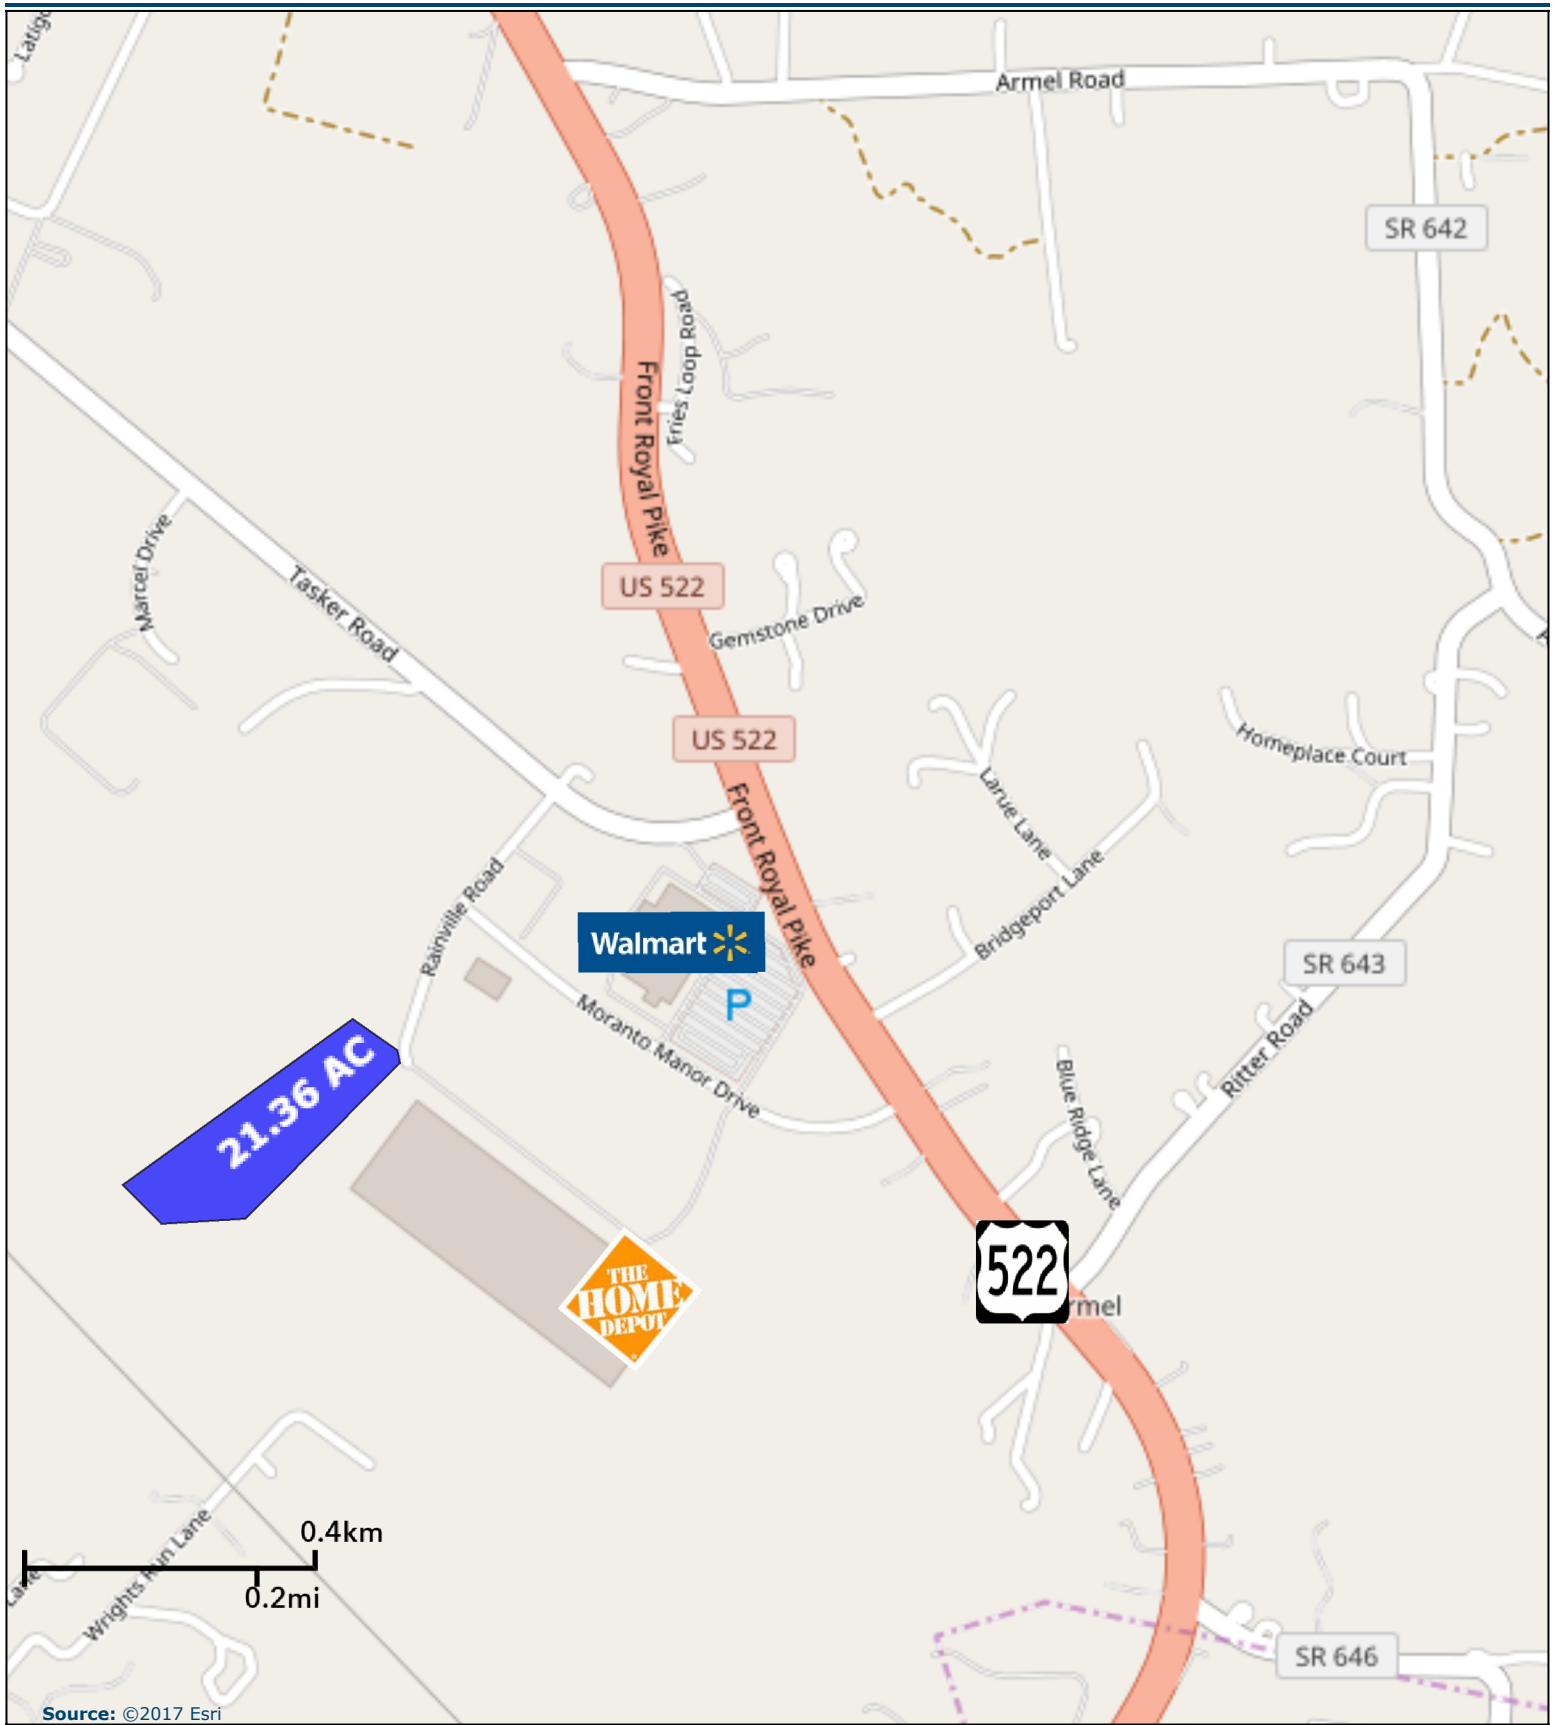 Armel Road
SR 642
Fries Loop Road
Front Royal Pike
Marcel Drive
Tasker Road
US 522
Gemstone Drive
US 522
Homeplace Court
Larue Lane
Front Royal Pike
Rainville Road
Bridgeport Lane
Walmart
SR 643
P
Moranto Manor Drive
21.36 AC
Ritter Road
Blue Ridge Lane
522
rmel
THE
HOME
DEPOT
Wrights Run Lane
0.4km
0.2mi
Lane
SR 646
Source: ©2017 Esri